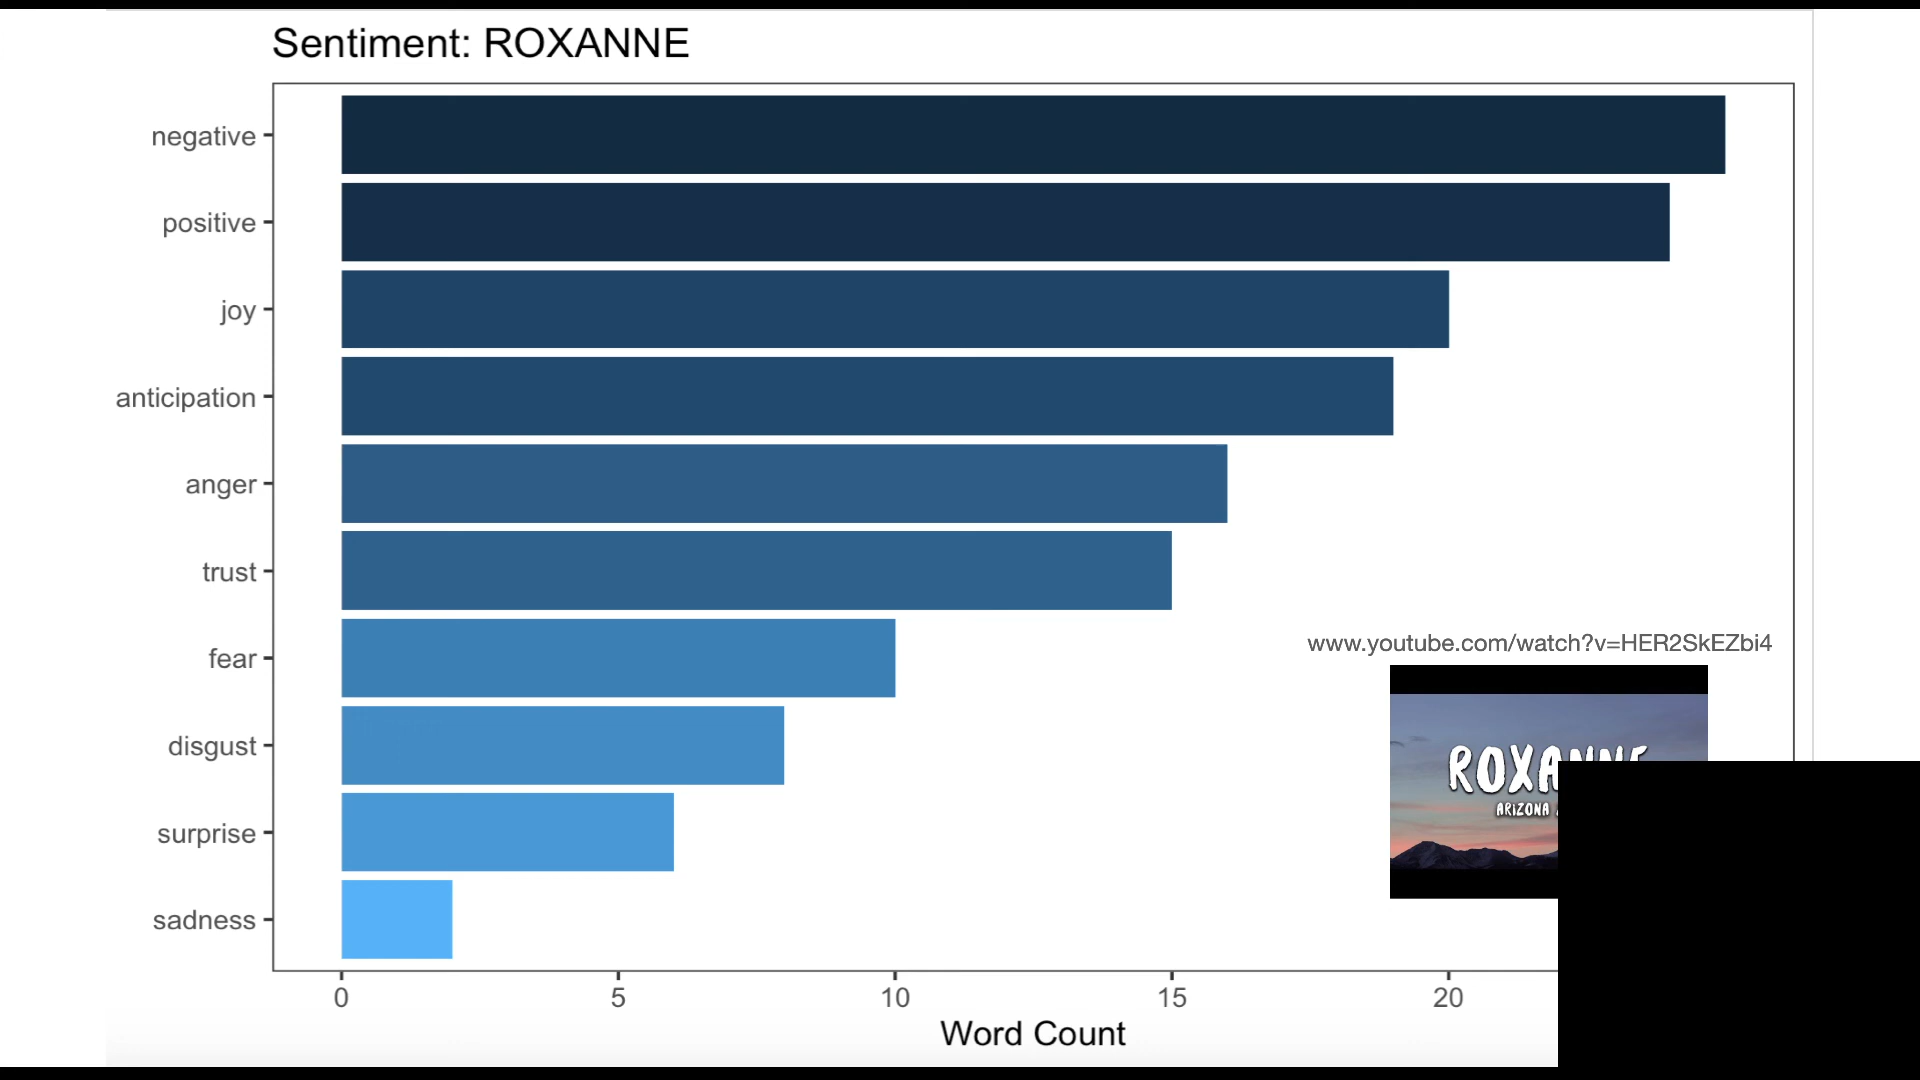 Sentiment: ROXANNE
negative
positive
joy
anticipation
anger
trust
fear
disgust
surprise
sadness
www.youtube.com/watch?v=HER2SkEZbi4
ROXANNE
ARIZONA
0 5 10 15 20
Word Count